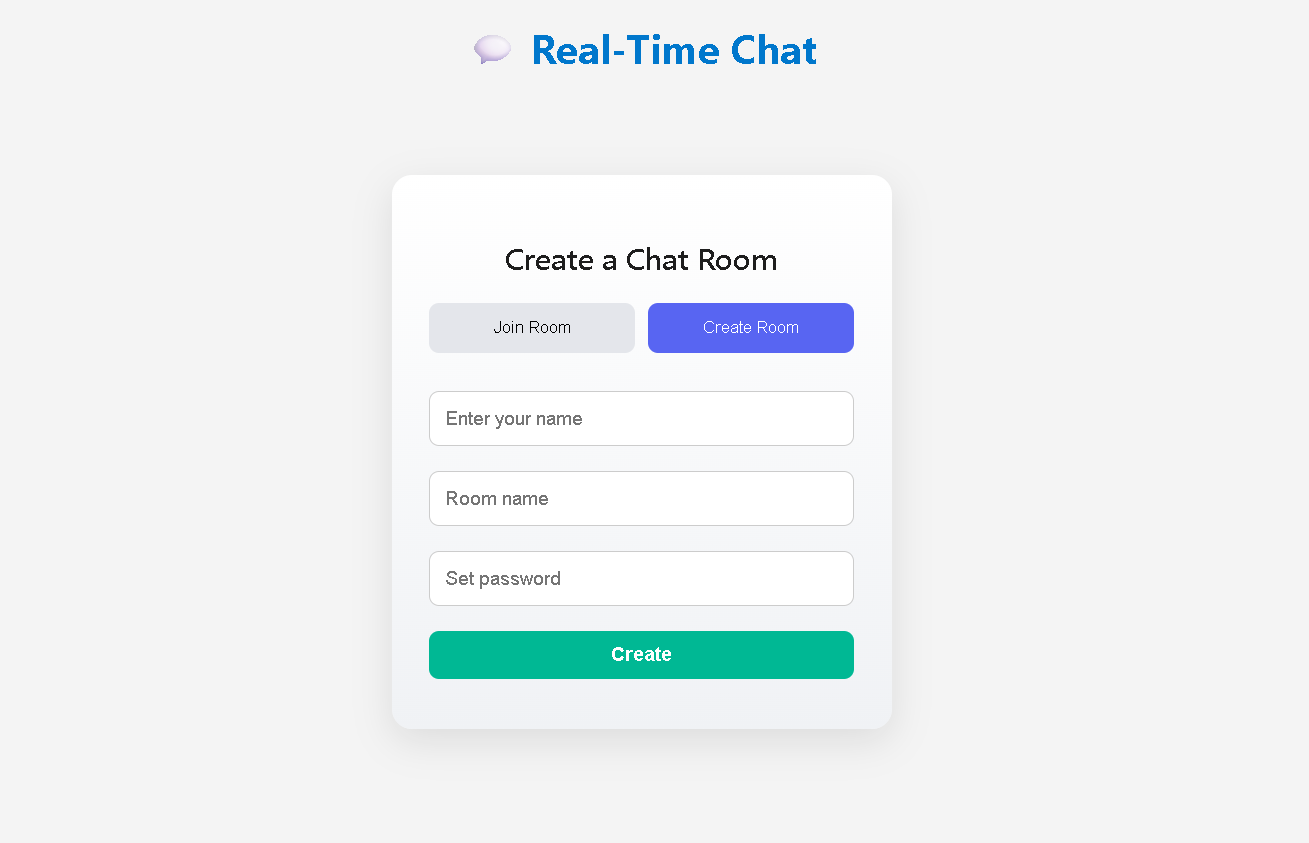 Real-Time Chat
Create a Chat Room
Join Room
Create Room
Enter your name
Room name
Set password
Create